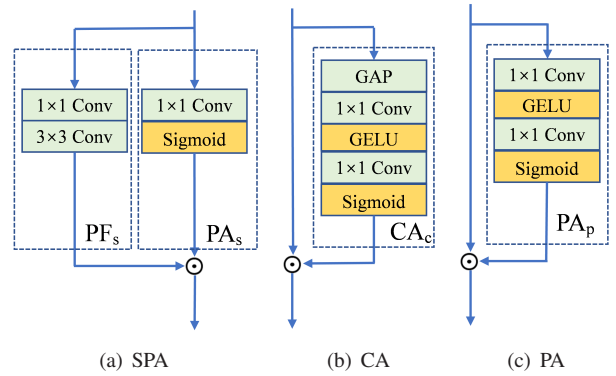 1×1 Conv
3×3 Conv
PFs
1×1 Conv
Sigmoid
PAs
GAP
1×1 Conv
GELU
1×1 Conv
Sigmoid
CAc
1×1 Conv
GELU
1×1 Conv
Sigmoid
PAp
(a) SPA
(b) CA
(c) PA